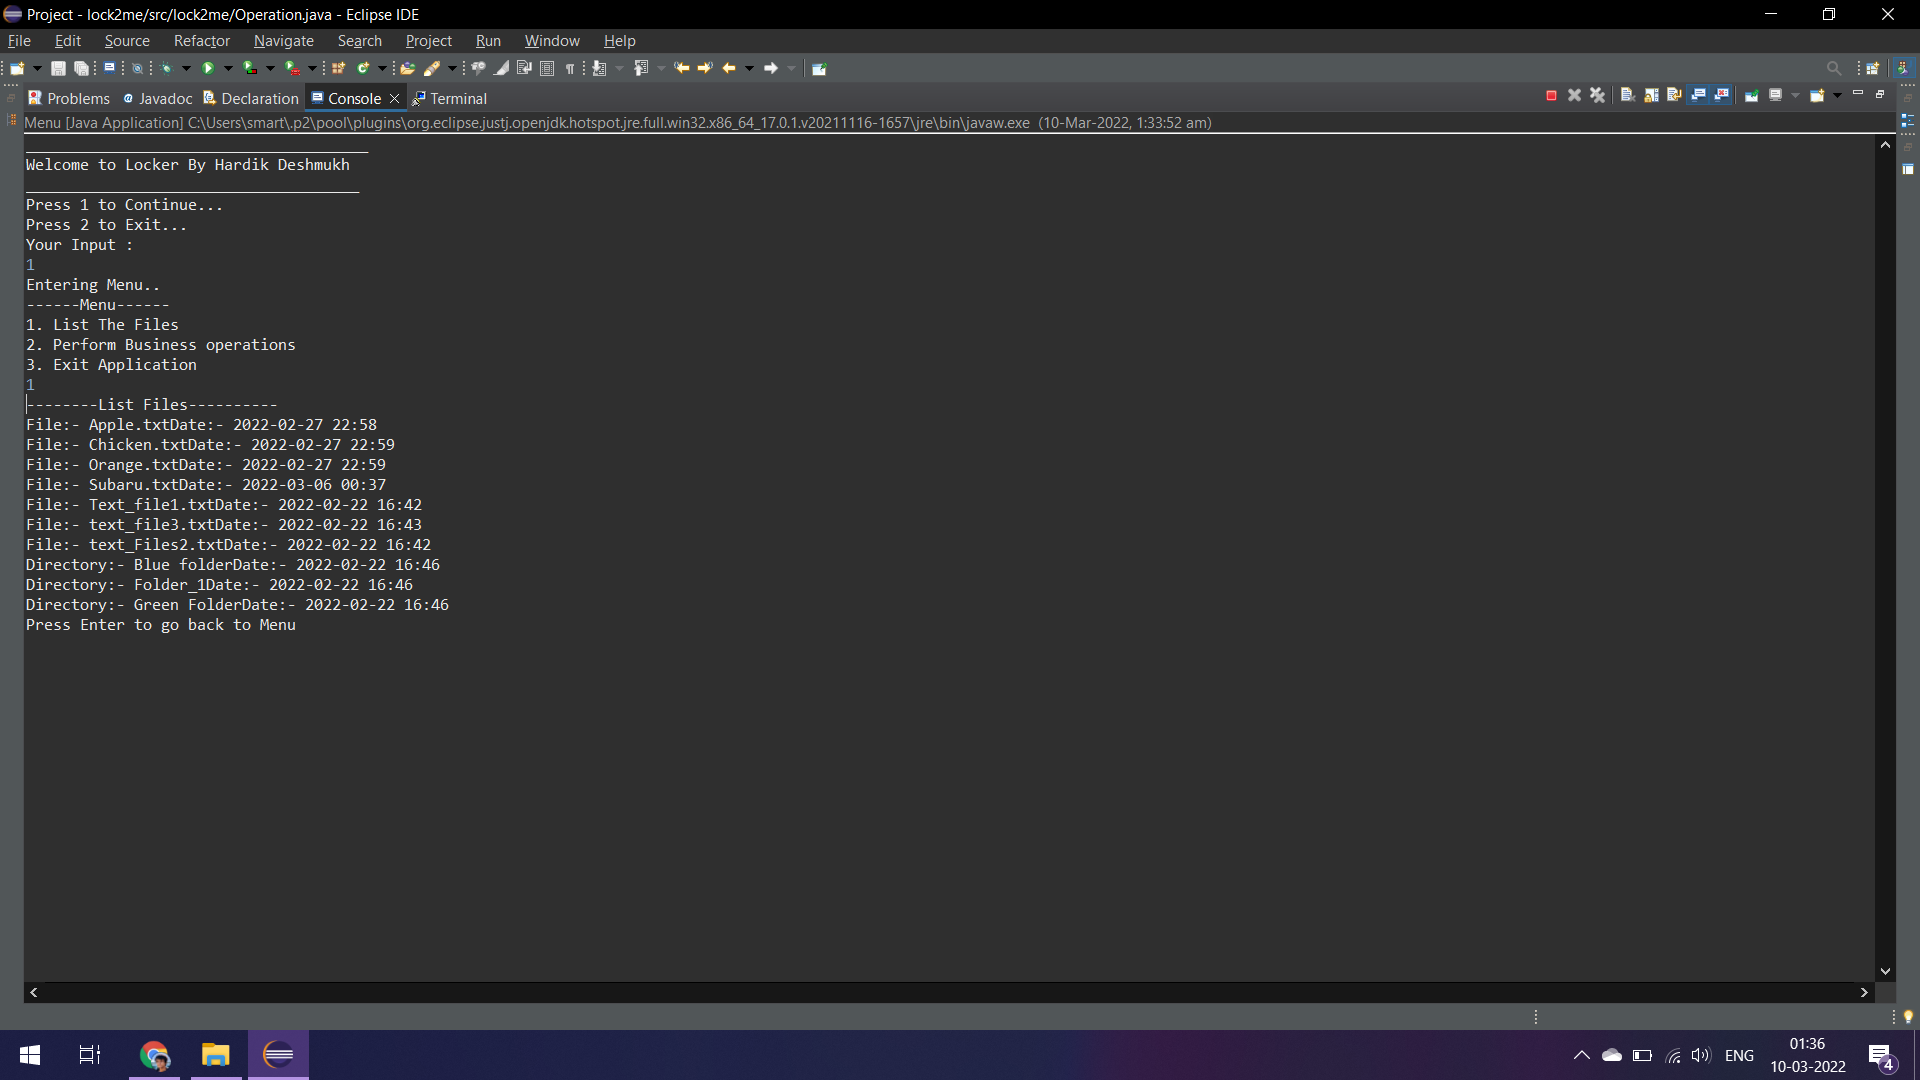 Project - lock2me/src/lock2me/Operation.java - Eclipse IDE
File Edit Source Refactor Navigate Search Project Run Window Help
Problems Javadoc Declaration Console Terminal
Menu [Java Application] C:\Users\smart\.p2\pool\plugins\org.eclipse.justj.openjdk.hotspot.jre.full.win32.x86_64_17.0.1.v20211116-1657\jre\bin\javaw.exe (10-Mar-2022, 1:33:52 am)
______________________________________
Welcome to Locker By Hardik Deshmukh
_____________________________________
Press 1 to Continue...
Press 2 to Exit...
Your Input :
1
Entering Menu..
------Menu------
1. List The Files
2. Perform Business operations
3. Exit Application
1
--------List Files----------
File:- Apple.txtDate:- 2022-02-27 22:58
File:- Chicken.txtDate:- 2022-02-27 22:59
File:- Orange.txtDate:- 2022-02-27 22:59
File:- Subaru.txtDate:- 2022-03-06 00:37
File:- Text_file1.txtDate:- 2022-02-22 16:42
File:- text_file3.txtDate:- 2022-02-22 16:43
File:- text_Files2.txtDate:- 2022-02-22 16:42
Directory:- Blue folderDate:- 2022-02-22 16:46
Directory:- Folder_1Date:- 2022-02-22 16:46
Directory:- Green FolderDate:- 2022-02-22 16:46
Press Enter to go back to Menu
ENG
01:36
10-03-2022
4